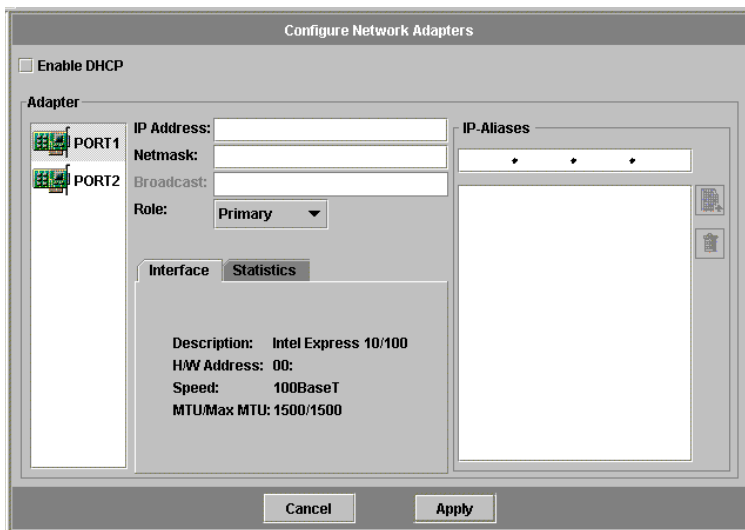 Configure Network Adapters
Enable DHCP
Adapter
PORT1
PORT2
IP Address:
Netmask:
Broadcast:
Role: Primary
IP-Aliases
. . .
Interface Statistics
Description: Intel Express 10/100
H/W Address: 00:
Speed: 100BaseT
MTU/Max MTU: 1500/1500
Cancel Apply